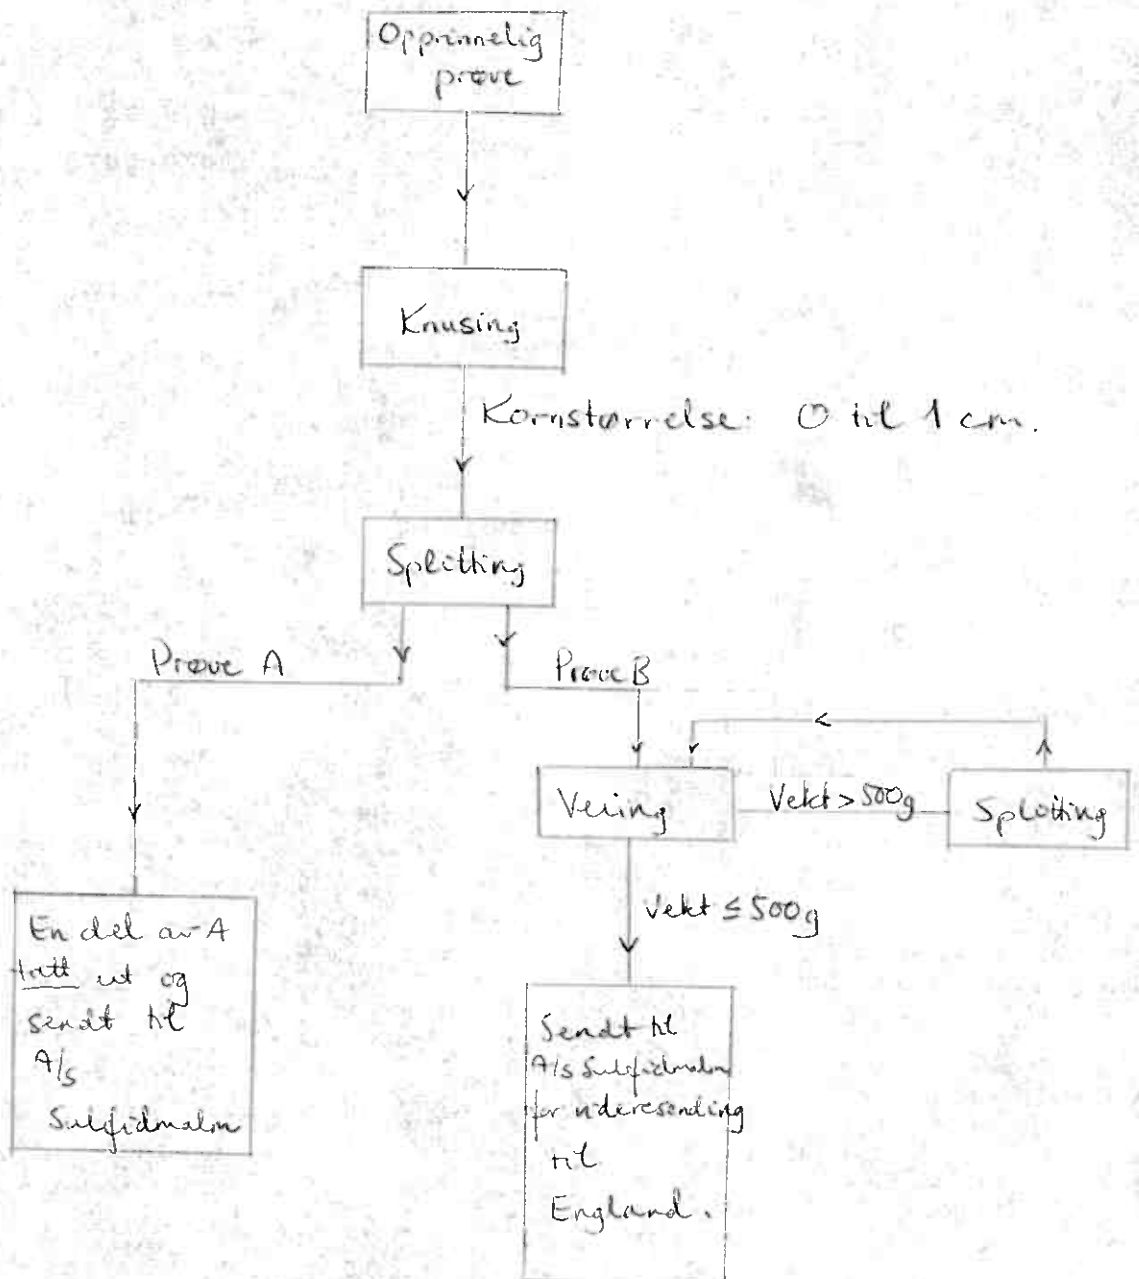 Opprinnelig
prøve
Knusing
Kornstørrelse: 0 til 1 cm.
Splitting
Prøve A
Prøve B
Veiing
Vekt > 500g
Splitting
Vekt ≤ 500g
En del av A
tatt ut og
sendt til
A/s
Sulfidmalm
Sendt til
A/s Sulfidmalm
for videresending
til
England.